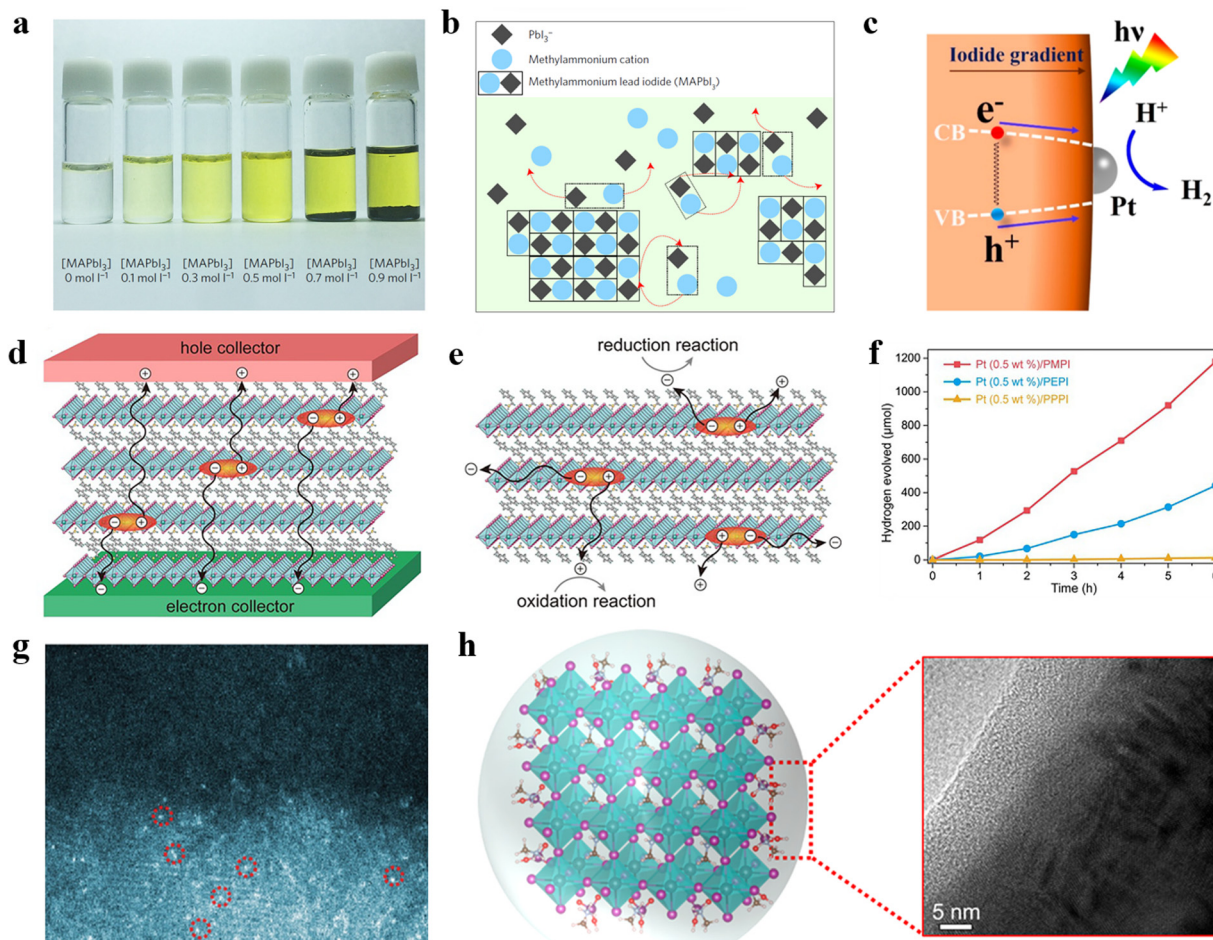 a
[MAPbI₃] [MAPbI₃] [MAPbI₃] [MAPbI₃] [MAPbI₃] [MAPbI₃]
0 mol l⁻¹ 0.1 mol l⁻¹ 0.3 mol l⁻¹ 0.5 mol l⁻¹ 0.7 mol l⁻¹ 0.9 mol l⁻¹
b
PbI₃⁻
Methylammonium cation
Methylammonium lead iodide (MAPbI₃)
c
hν
Iodide gradient
e⁻
H⁺
CB
H₂
Pt
VB
h⁺
d
hole collector
electron collector
e
reduction reaction
oxidation reaction
f
Pt (0.5 wt %)/PMPI
Pt (0.5 wt %)/PEPI
Pt (0.5 wt %)/PPPI
Hydrogen evolved (μmol)
1200
1000
800
600
400
200
0
0 1 2 3 4 5
Time (h)
g
h
5 nm